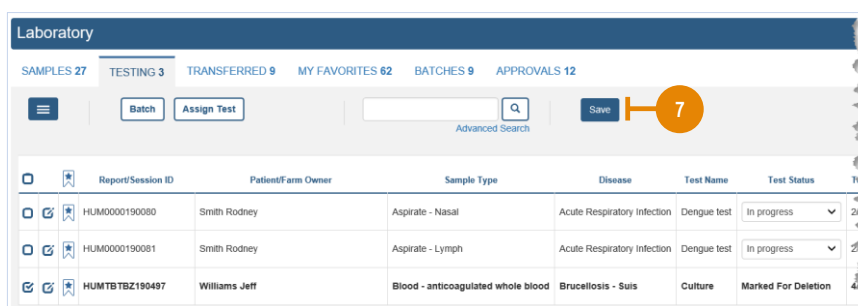 Laboratory
SAMPLES 27 TESTING 3 TRANSFERRED 9 MY FAVORITES 62 BATCHES 9 APPROVALS 12
Batch Assign Test Save 7
Advanced Search
Report/Session ID Patient/Farm Owner Sample Type Disease Test Name Test Status
HUM0000190080 Smith Rodney Aspirate - Nasal Acute Respiratory Infection Dengue test In progress
HUM0000190081 Smith Rodney Aspirate - Lymph Acute Respiratory Infection Dengue test In progress
HUMTBTBZ190497 Williams Jeff Blood - anticoagulated whole blood Brucellosis - Suis Culture Marked For Deletion